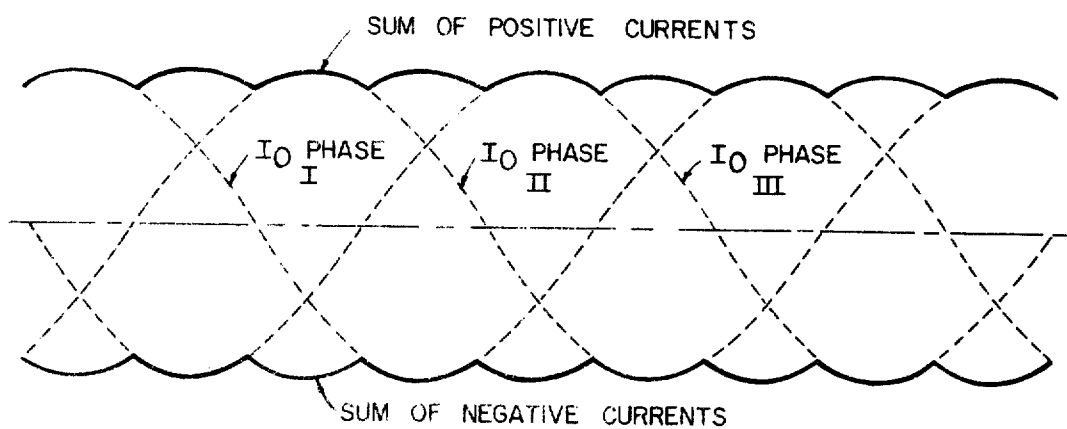 SUM OF POSITIVE CURRENTS
IO PHASE I
IO PHASE II
IO PHASE III
SUM OF NEGATIVE CURRENTS